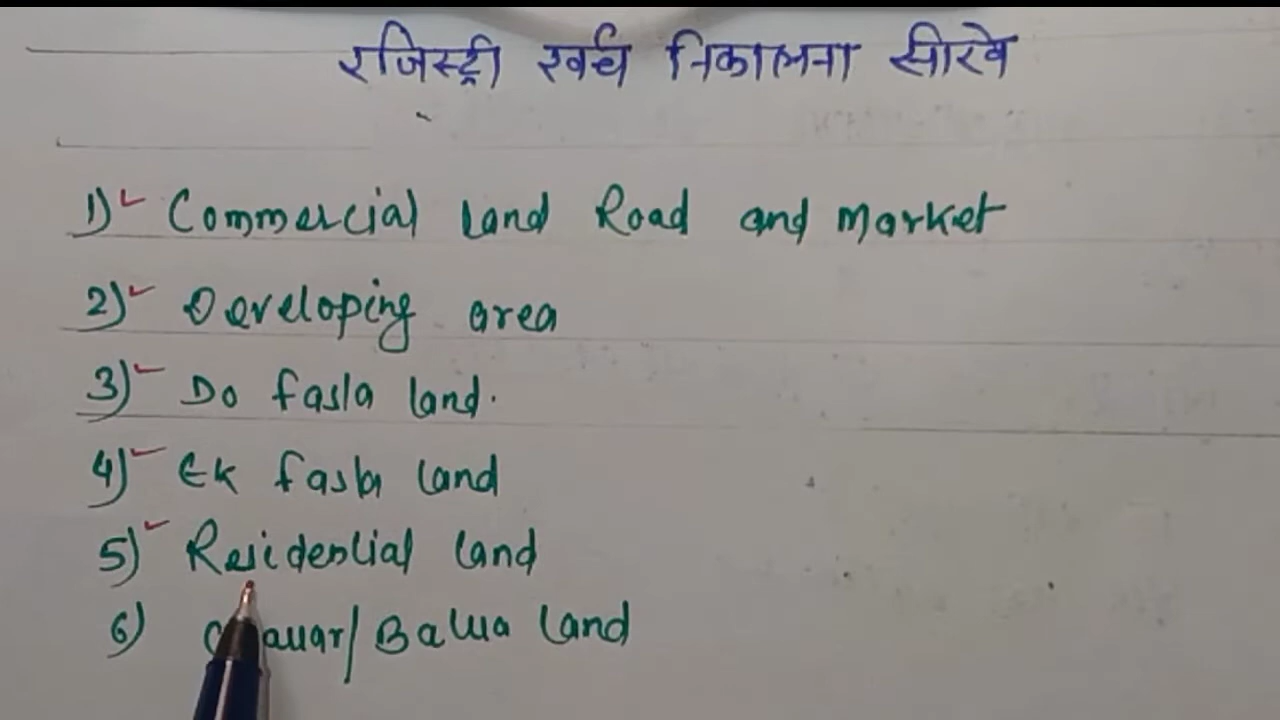 रजिस्ट्री खर्च निकालना सीखे
1) Commercial Land Road and Market
2) Developing area
3) Do fasla land.
4) Ek fasla land
5) Residential land
6) / Balua Land